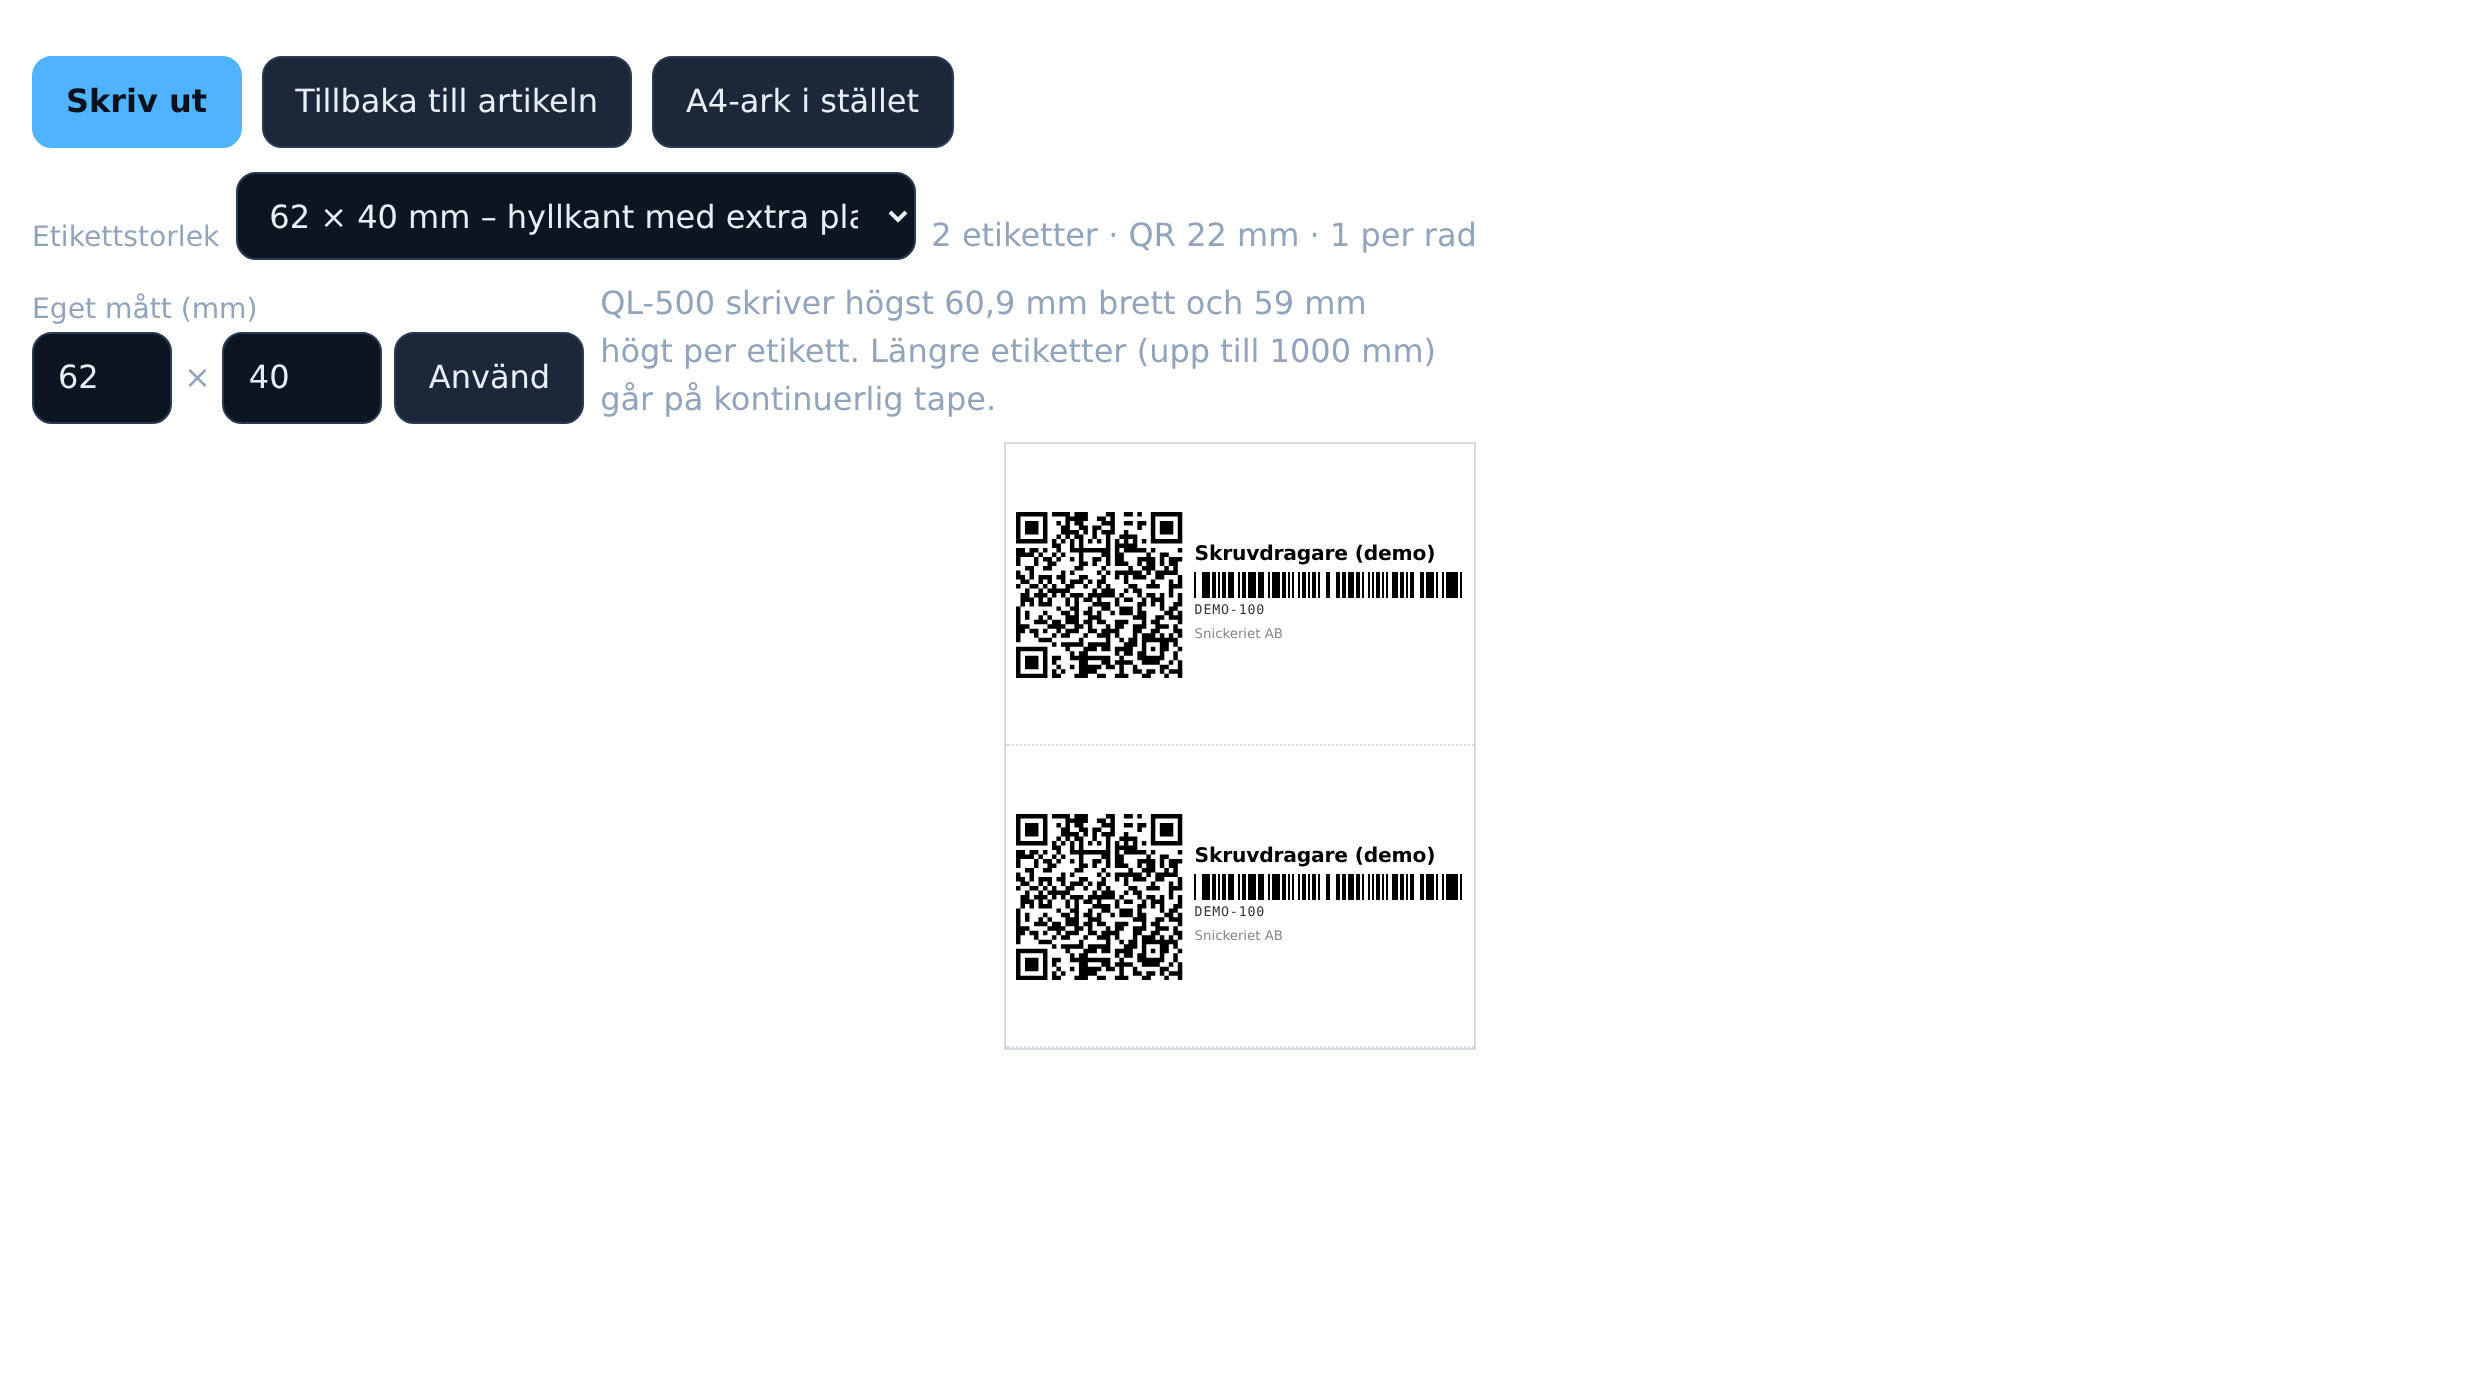 Skriv ut
Tillbaka till artikeln
A4-ark i stället
Etikettstorlek
62 × 40 mm – hyllkant med extra pla
2 etiketter · QR 22 mm · 1 per rad
Eget mått (mm)
62 × 40
Använd
QL-500 skriver högst 60,9 mm brett och 59 mm
högt per etikett. Längre etiketter (upp till 1000 mm)
går på kontinuerlig tape.
Skruvdragare (demo)
DEMO-100
Snickeriet AB
Skruvdragare (demo)
DEMO-100
Snickeriet AB